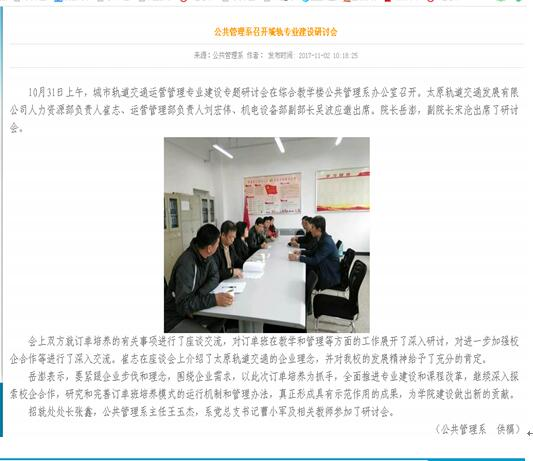 公共管理系召开城轨专业建设研讨会
来源：公共管理系 作者： 发布时间：2017-11-02 10:18:25
10月31日上午，城市轨道交通运营管理专业建设专题研讨会在综合教学楼公共管理系办公室召开。太原轨道交通发展有限
公司人力资源部负责人崔志、运营管理部负责人刘宏伟、机电设备部副部长吴波应邀出席。院长岳澎，副院长宋沧出席了研讨
会。
会上双方就订单培养的有关事项进行了座谈交流，对订单班在教学和管理等方面的工作展开了深入研讨，对进一步加强校
企合作等进行了深入交流。崔志在座谈会上介绍了太原轨道交通的企业理念，并对我校的发展精神给予了充分的肯定。
岳澎表示，要紧跟企业步伐和理念，围绕企业需求，以此次订单培养为抓手，全面推进专业建设和课程改革，继续深入探
索校企合作，研究和完善订单班培养模式的运行机制和管理办法，真正形成具有示范作用的成果，为学院建设做出新的贡献。
招就处处长张鑫，公共管理系主任王玉杰，系党总支书记曹小军及相关教师参加了研讨会。
（公共管理系 供稿）